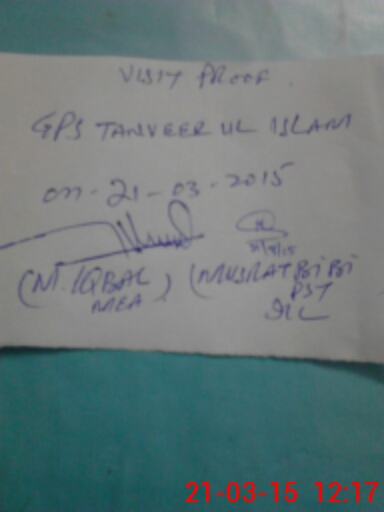 VISIT PROOF
GPS TANVEER UL ISLAM
on - 21 - 03 - 2015
(M. IQBAL) (MUSRAT BiBi
MEA PST
21-03-15 12:17